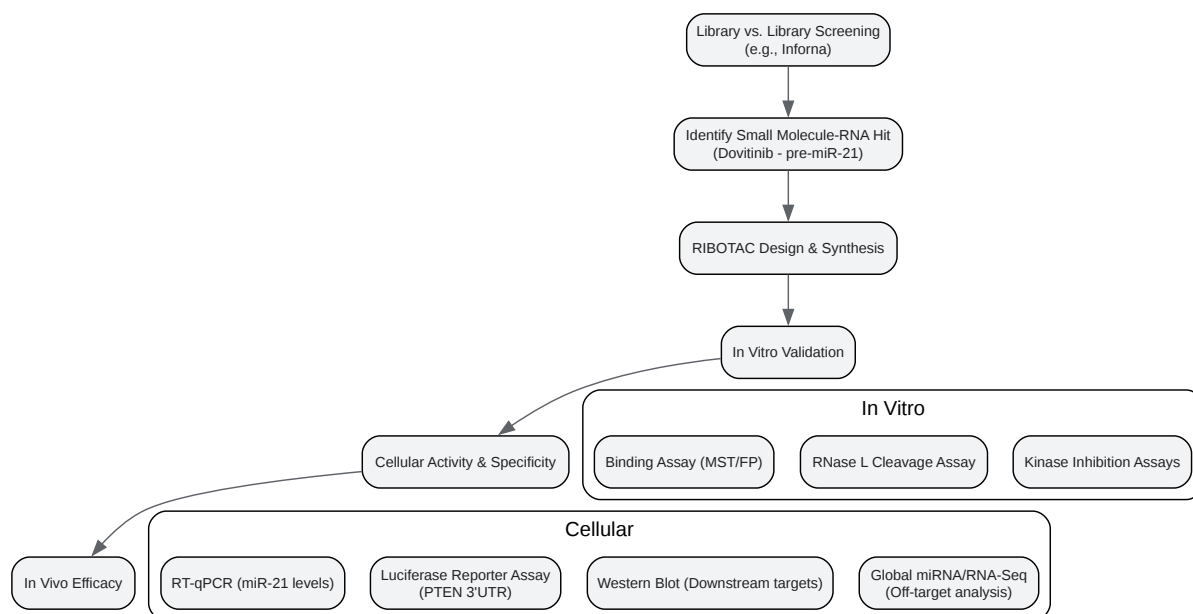 Library vs. Library Screening
(e.g., Inforna)
Identify Small Molecule-RNA Hit
(Dovitinib - pre-miR-21)
RIBOTAC Design & Synthesis
In Vitro Validation
In Vitro
Cellular Activity & Specificity
Binding Assay (MST/FP)
RNase L Cleavage Assay
Kinase Inhibition Assays
Cellular
In Vivo Efficacy
RT-qPCR (miR-21 levels)
Luciferase Reporter Assay
(PTEN 3'UTR)
Western Blot (Downstream targets)
Global miRNA/RNA-Seq
(Off-target analysis)